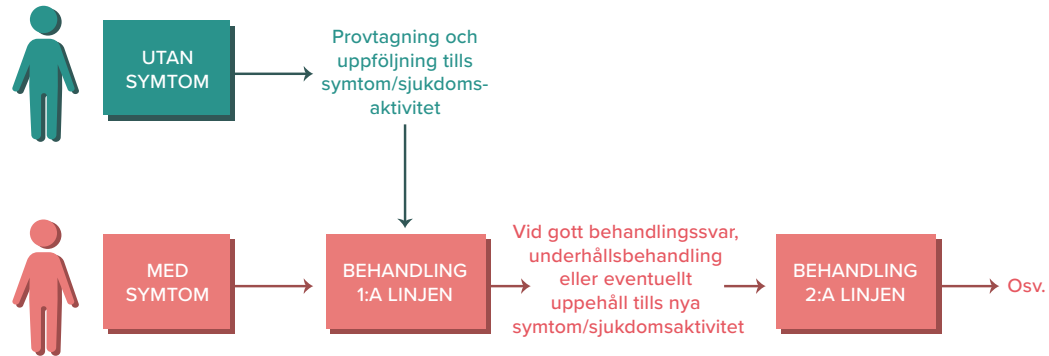 UTAN
SYMTOM
Provtagning och
uppföljning tills
symtom/sjukdoms-
aktivitet
MED
SYMTOM
BEHANDLING
1:A LINJEN
Vid gott behandlingssvar,
underhållsbehandling
eller eventuellt
uppehåll tills nya
symtom/sjukdomsaktivitet
BEHANDLING
2:A LINJEN
Osv.